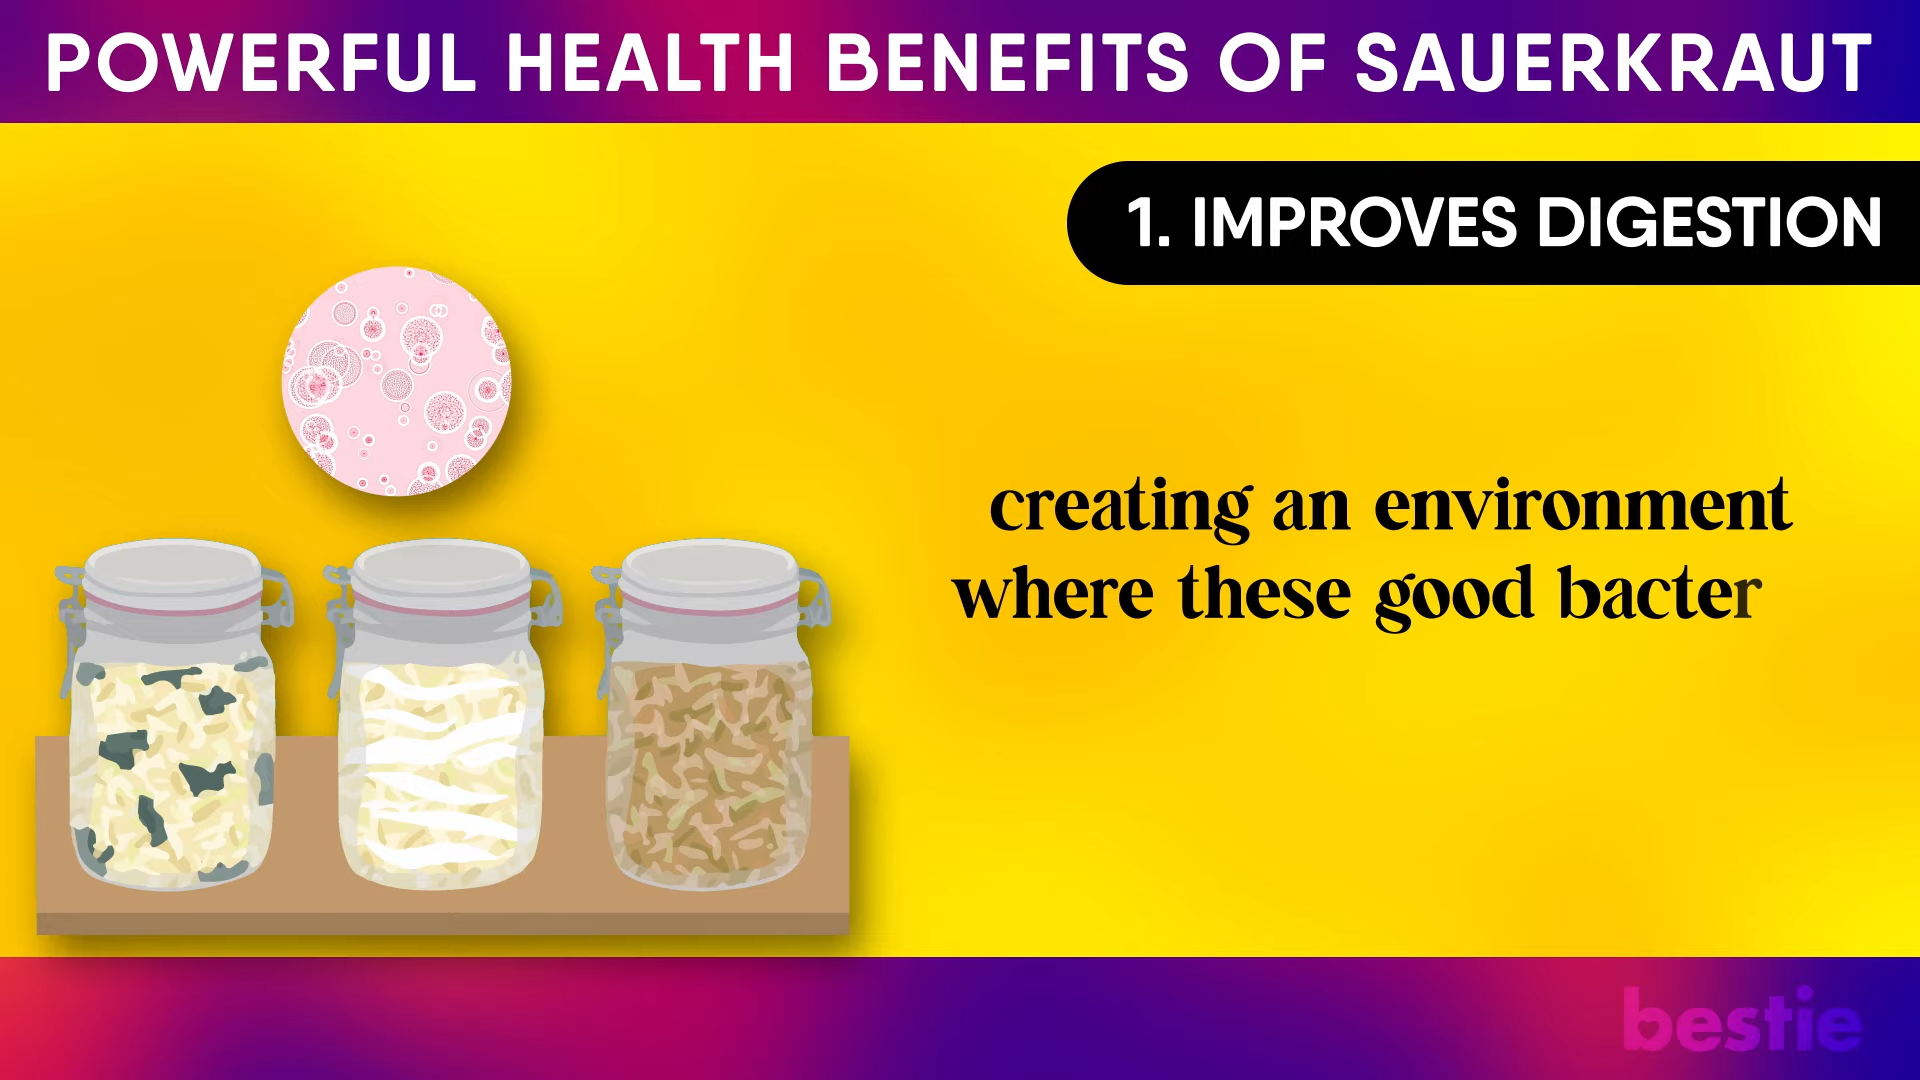 POWERFUL HEALTH BENEFITS OF SAUERKRAUT
1. IMPROVES DIGESTION
creating an environment
where these good bacter
bestie